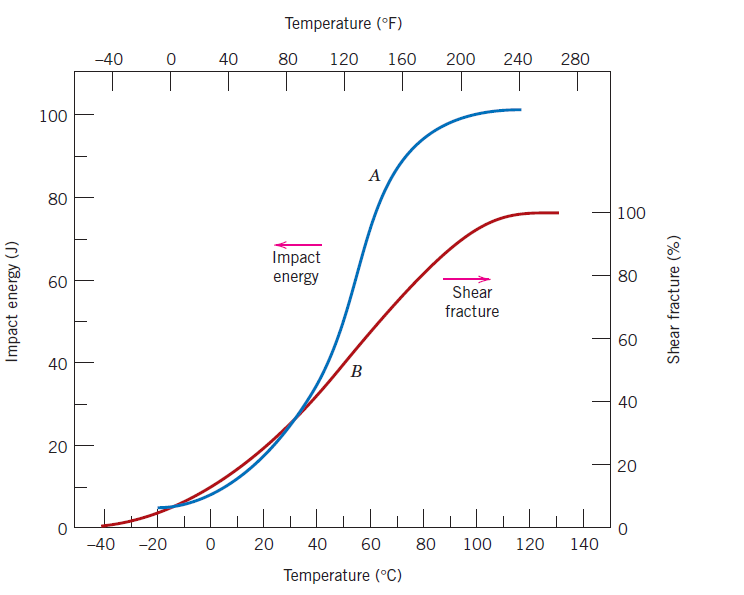 Temperature (°F)
–40 0 40 80 120 160 200 240 280
100
A
80
100
Impact
energy
80
60
Shear
fracture
Impact energy (J)
Shear fracture (%)
60
40
B
40
20
20
0
0
–40 –20 0 20 40 60 80 100 120 140
Temperature (°C)